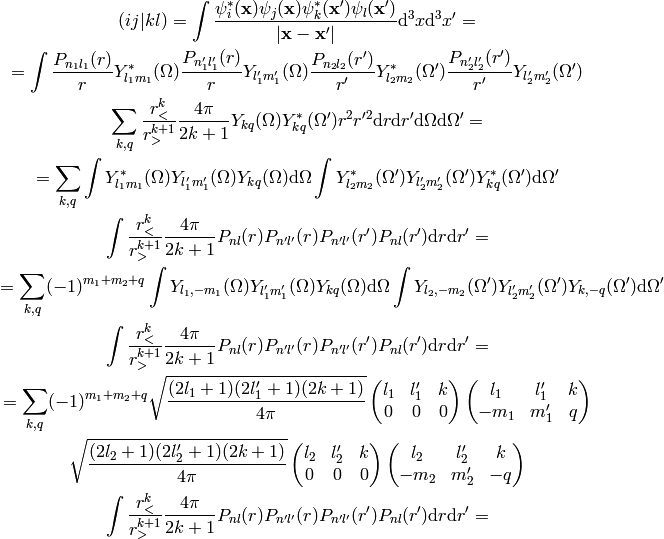 (ij|kl) = \int \frac{\psi_i^*(\mathbf{x})\psi_j(\mathbf{x})\psi_k^*(\mathbf{x}')\psi_l(\mathbf{x}')}{|\mathbf{x}-\mathbf{x}'|} \mathrm{d}^3x\mathrm{d}^3x' =
= \int \frac{P_{n_1l_1}(r)}{r} Y^*_{l_1m_1}(\Omega) \frac{P_{n_1'l_1'}(r)}{r} Y_{l_1'm_1'}(\Omega) \frac{P_{n_2l_2}(r')}{r'} Y^*_{l_2m_2}(\Omega') \frac{P_{n_2'l_2'}(r')}{r'} Y_{l_2'm_2'}(\Omega')
\sum_{k,q} \frac{r_<^k}{r_>^{k+1}} \frac{4\pi}{2k+1} Y_{kq}(\Omega) Y^*_{kq}(\Omega') r^2 r'^2 \mathrm{d}r\mathrm{d}r'\mathrm{d}\Omega\mathrm{d}\Omega' =
= \sum_{k,q} \int Y^*_{l_1m_1}(\Omega) Y_{l_1'm_1'}(\Omega) Y_{kq}(\Omega) \mathrm{d}\Omega \int Y^*_{l_2m_2}(\Omega') Y_{l_2'm_2'}(\Omega') Y^*_{kq}(\Omega') \mathrm{d}\Omega'
\int \frac{r_<^k}{r_>^{k+1}} \frac{4\pi}{2k+1} P_{nl}(r) P_{n'l'}(r) P_{n'l'}(r') P_{nl}(r') \mathrm{d}r\mathrm{d}r' =
= \sum_{k,q} (-1)^{m_1+m_2+q} \int Y_{l_1,-m_1}(\Omega) Y_{l_1'm_1'}(\Omega) Y_{kq}(\Omega) \mathrm{d}\Omega \int Y_{l_2,-m_2}(\Omega') Y_{l_2'm_2'}(\Omega') Y_{k,-q}(\Omega') \mathrm{d}\Omega'
\int \frac{r_<^k}{r_>^{k+1}} \frac{4\pi}{2k+1} P_{nl}(r) P_{n'l'}(r) P_{n'l'}(r') P_{nl}(r') \mathrm{d}r\mathrm{d}r' =
= \sum_{k,q} (-1)^{m_1+m_2+q} \sqrt{\frac{(2l_1+1)(2l_1'+1)(2k+1)}{4\pi}} \begin{pmatrix} l_1 & l_1' & k \\ 0 & 0 & 0 \end{pmatrix} \begin{pmatrix} l_1 & l_1' & k \\ -m_1 & m_1' & q \end{pmatrix}
\sqrt{\frac{(2l_2+1)(2l_2'+1)(2k+1)}{4\pi}} \begin{pmatrix} l_2 & l_2' & k \\ 0 & 0 & 0 \end{pmatrix} \begin{pmatrix} l_2 & l_2' & k \\ -m_2 & m_2' & -q \end{pmatrix}
\int \frac{r_<^k}{r_>^{k+1}} \frac{4\pi}{2k+1} P_{nl}(r) P_{n'l'}(r) P_{n'l'}(r') P_{nl}(r') \mathrm{d}r\mathrm{d}r' =